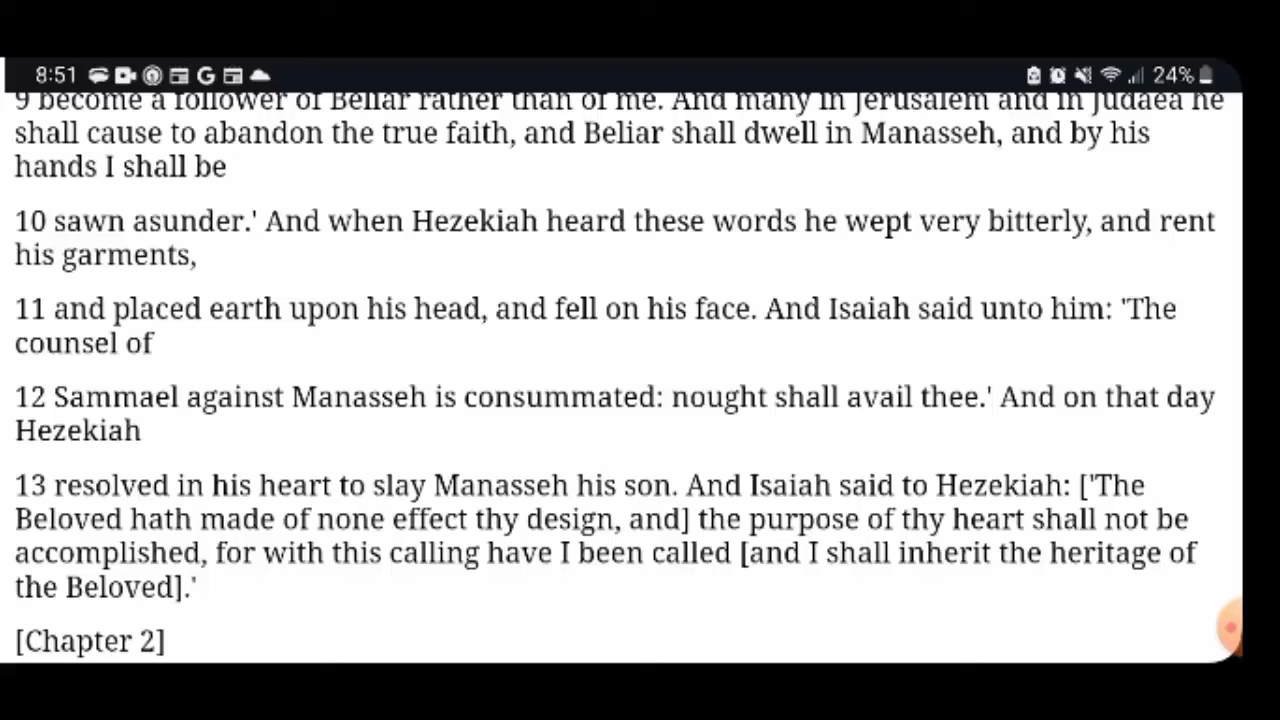 8:51 24%
9 become a follower of Beliar rather than of me. And many in Jerusalem and in Judaea he
shall cause to abandon the true faith, and Beliar shall dwell in Manasseh, and by his
hands I shall be
10 sawn asunder.' And when Hezekiah heard these words he wept very bitterly, and rent
his garments,
11 and placed earth upon his head, and fell on his face. And Isaiah said unto him: 'The
counsel of
12 Sammael against Manasseh is consummated: nought shall avail thee.' And on that day
Hezekiah
13 resolved in his heart to slay Manasseh his son. And Isaiah said to Hezekiah: ['The
Beloved hath made of none effect thy design, and] the purpose of thy heart shall not be
accomplished, for with this calling have I been called [and I shall inherit the heritage of
the Beloved].'
[Chapter 2]